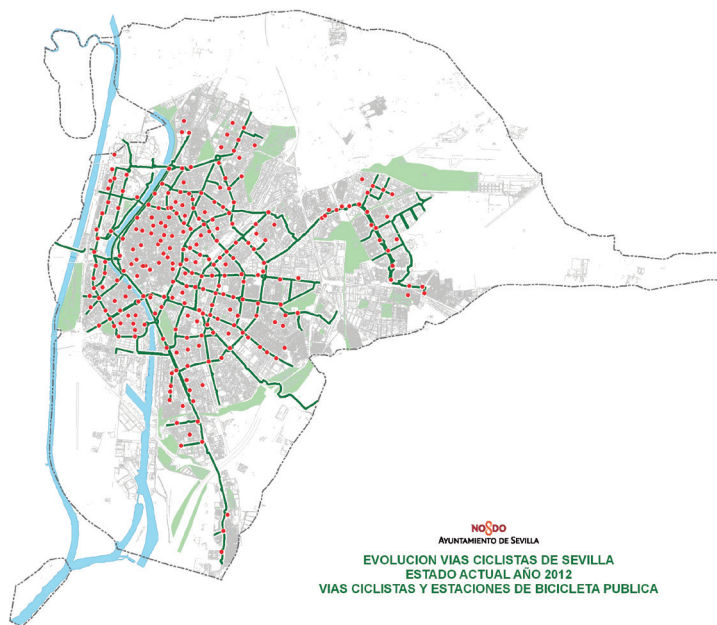 NO8DO
AYUNTAMIENTO DE SEVILLA
EVOLUCION VIAS CICLISTAS DE SEVILLA
ESTADO ACTUAL AÑO 2012
VIAS CICLISTAS Y ESTACIONES DE BICICLETA PUBLICA